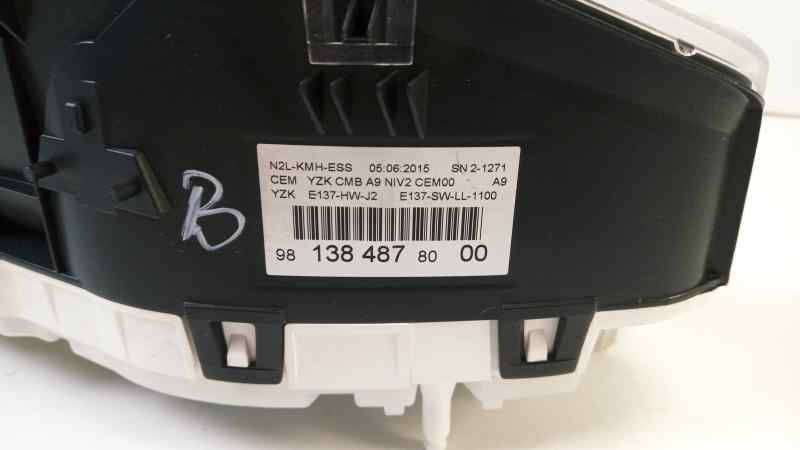 N2L-KMH-ESS 05:06:2015 SN 2-1271
CEM YZK CMB A9 NIV2 CEM00 A9
YZK E137-HW-J2 E137-SW-LL-1100
98 138 487 80 00
B